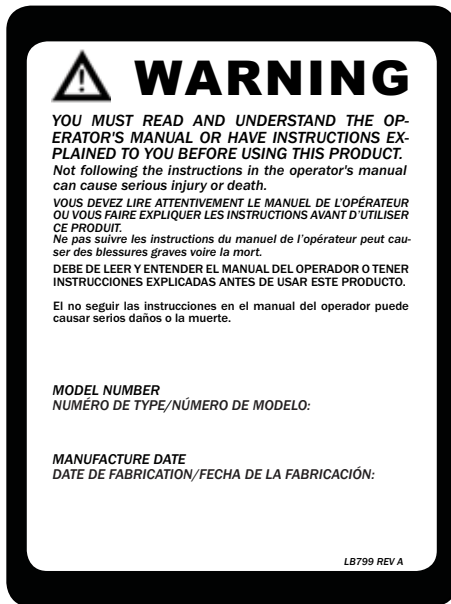 WARNING
YOU MUST READ AND UNDERSTAND THE OP-
ERATOR'S MANUAL OR HAVE INSTRUCTIONS EX-
PLAINED TO YOU BEFORE USING THIS PRODUCT.
Not following the instructions in the operator's manual
can cause serious injury or death.
VOUS DEVEZ LIRE ATTENTIVEMENT LE MANUEL DE L'OPÉRATEUR
OU VOUS FAIRE EXPLIQUER LES INSTRUCTIONS AVANT D'UTILISER
CE PRODUIT.
Ne pas suivre les instructions du manuel de l'opérateur peut cau-
ser des blessures graves voire la mort.
DEBE DE LEER Y ENTENDER EL MANUAL DEL OPERADOR O TENER
INSTRUCCIONES EXPLICADAS ANTES DE USAR ESTE PRODUCTO.
El no seguir las instrucciones en el manual del operador puede
causar serios daños o la muerte.
MODEL NUMBER
NUMÉRO DE TYPE/NÚMERO DE MODELO:
MANUFACTURE DATE
DATE DE FABRICATION/FECHA DE LA FABRICACIÓN:
LB799 REV A